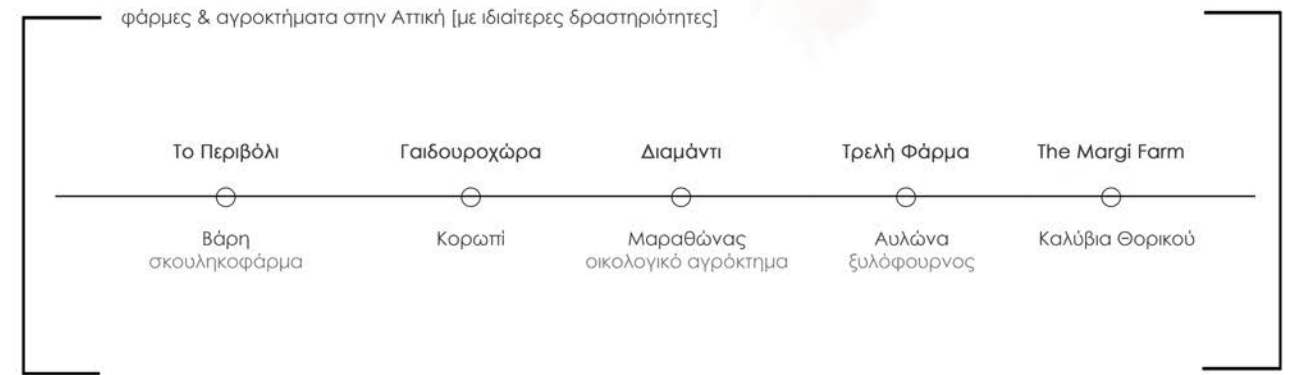 φάρμες & αγροκτήματα στην Αττική [με ιδιαίτερες δραστηριότητες]
Το Περιβόλι Γαιδουροχώρα Διαμάντι Τρελή Φάρμα The Margi Farm
Βάρη Κορωπί Μαραθώνας Αυλώνα Καλύβια Θορικού
σκουληκοφάρμα οικολογικό αγρόκτημα ξυλόφουρνος